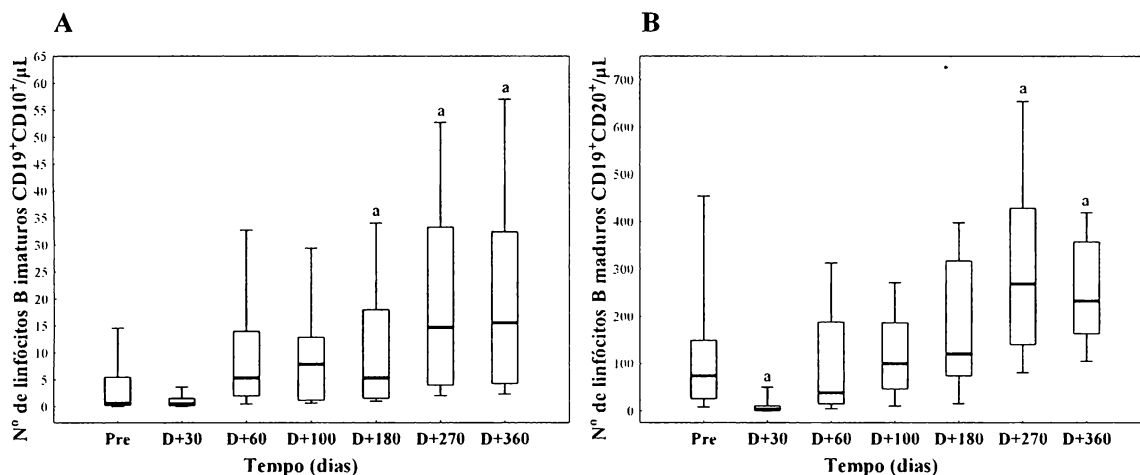 A
Nº de linfócitos B imaturos CD19⁺CD10⁺/µL
65
60
55
50
45
40
35
30
25
20
15
10
5
0
a
a
a
Pre D+30 D+60 D+100 D+180 D+270 D+360
Tempo (dias)
B
Nº de linfócitos B maduros CD19⁺CD20⁺/µL
700
600
500
400
300
200
100
0
a
a
a
Pre D+30 D+60 D+100 D+180 D+270 D+360
Tempo (dias)